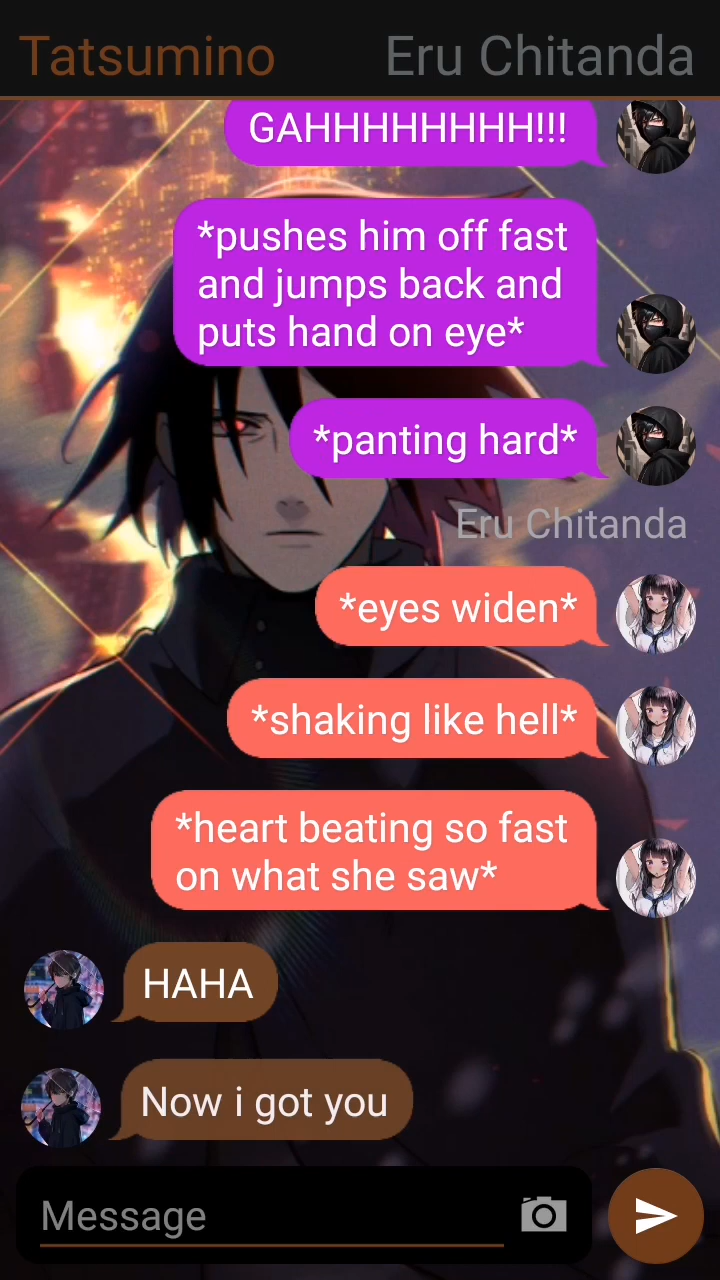 Tatsumino Eru Chitanda
GAHHHHHHHHH!!!
*pushes him off fast
and jumps back and
puts hand on eye*
*panting hard*
Eru Chitanda
*eyes widen*
*shaking like hell*
*heart beating so fast
on what she saw*
HAHA
Now i got you
Message